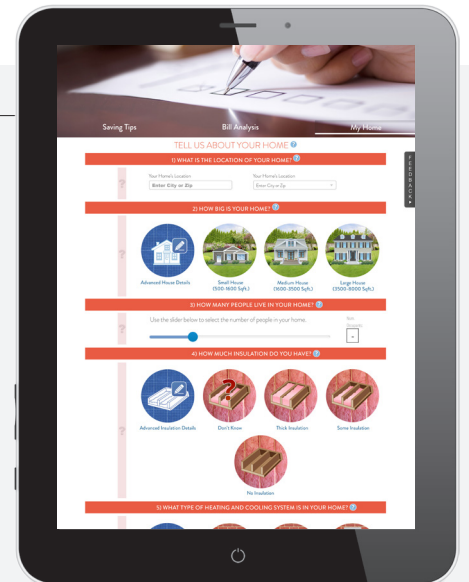 Saving Tips
Bill Analysis
My Home
TELL US ABOUT YOUR HOME ?
FEEDBACK
1) WHAT IS THE LOCATION OF YOUR HOME? ?
Your Home's Location
Your Home's Location
?
Enter City or Zip
Enter City or Zip
2) HOW BIG IS YOUR HOME? ?
?
Advanced House Details
Small House
(500-1600 Sqft.)
Medium House
(1600-3500 Sqft.)
Large House
(3500-8000 Sqft.)
3) HOW MANY PEOPLE LIVE IN YOUR HOME? ?
?
Use the slider below to select the number of people in your home.
4) HOW MUCH INSULATION DO YOU HAVE? ?
?
?
Advanced Insulation Details
Don't Know
Thick Insulation
Some Insulation
No Insulation
5) WHAT TYPE OF HEATING AND COOLING SYSTEM IS IN YOUR HOME? ?